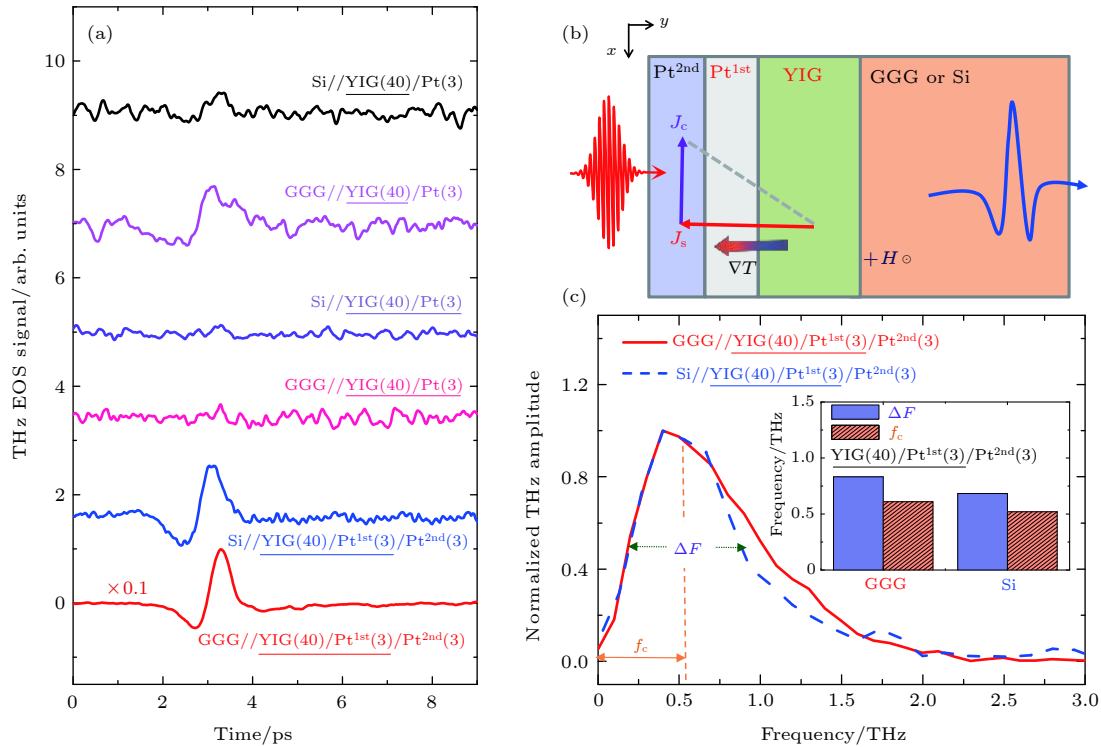 (a)
THz EOS signal/arb. units
10
8
6
4
2
0
Si//YIG(40)/Pt(3)
GGG//YIG(40)/Pt(3)
Si//YIG(40)/Pt(3)
GGG//YIG(40)/Pt(3)
Si//YIG(40)/Pt¹ˢᵗ(3)/Pt²ⁿᵈ(3)
×0.1
GGG//YIG(40)/Pt¹ˢᵗ(3)/Pt²ⁿᵈ(3)
0 2 4 6 8
Time/ps
(b)
y
x
Pt²ⁿᵈ Pt¹ˢᵗ YIG GGG or Si
Jc
Js
∇T
+H⊙
(c)
Normalized THz amplitude
1.2
0.8
0.4
0.0
GGG//YIG(40)/Pt¹ˢᵗ(3)/Pt²ⁿᵈ(3)
Si//YIG(40)/Pt¹ˢᵗ(3)/Pt²ⁿᵈ(3)
ΔF
fc
Frequency/THz
1.5
1.0
0.5
0
ΔF
fc
YIG(40)/Pt¹ˢᵗ(3)/Pt²ⁿᵈ(3)
GGG Si
0 0.5 1.0 1.5 2.0 2.5 3.0
Frequency/THz